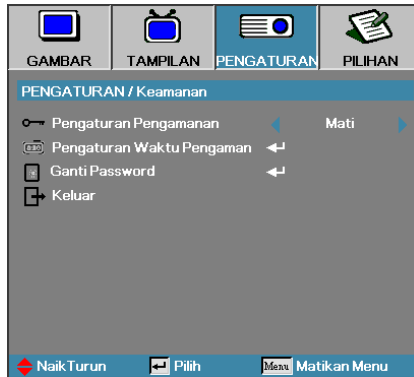 GAMBAR TAMPILAN PENGATURAN PILIHAN
PENGATURAN / Keamanan
Pengaturan Pengamanan Mati
Pengaturan Waktu Pengaman
Ganti Password
Keluar
NaikTurun Pilih Menu Matikan Menu